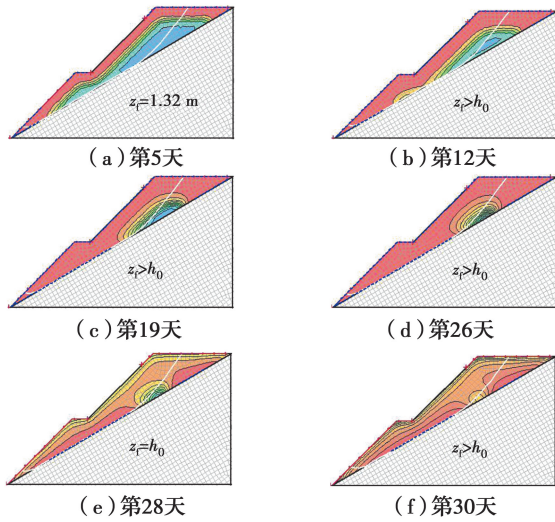 z_f=1.32 m
z_f>h_0
(a)第5天
(b)第12天
z_f>h_0
z_f>h_0
(c)第19天
(d)第26天
z_f=h_0
z_f>h_0
(e)第28天
(f)第30天